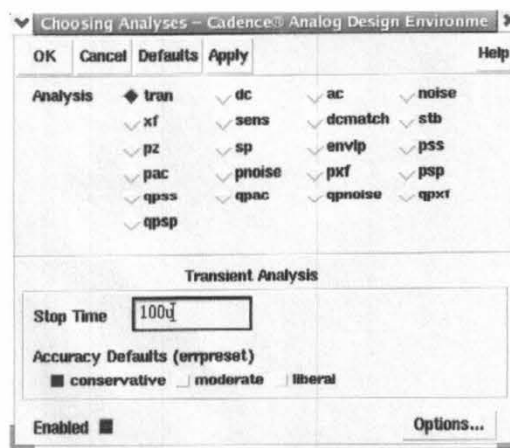 Choosing Analyses – Cadence® Analog Design Environme
OK Cancel Defaults Apply Help
Analysis tran dc ac noise
xf sens dcmatch stb
pz sp envlp pss
pac pnoise pxf psp
qpss qpac qpnoise qpxf
qpsp
Transient Analysis
Stop Time 100u
Accuracy Defaults (errpreset)
conservative moderate liberal
Enabled Options...